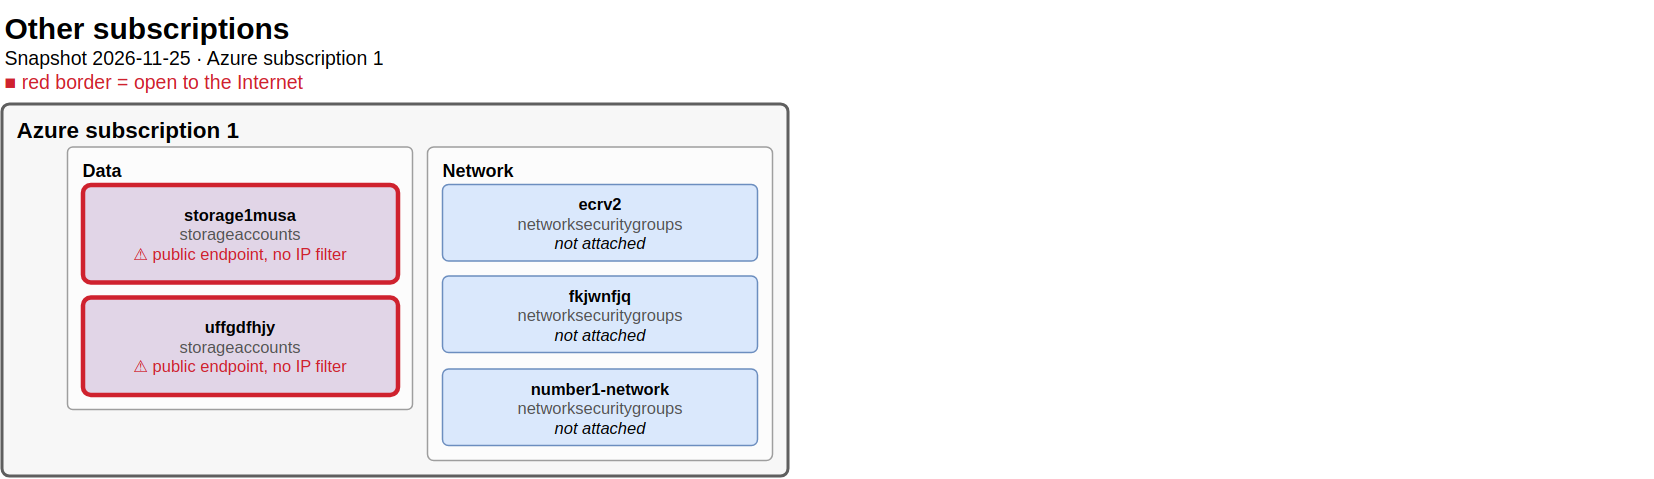 Other subscriptions
Snapshot 2026-11-25 · Azure subscription 1
■ red border = open to the Internet
Azure subscription 1
Data
storage1musa
storageaccounts
⚠ public endpoint, no IP filter
uffgdfhjy
storageaccounts
⚠ public endpoint, no IP filter
Network
ecrv2
networksecuritygroups
not attached
fkjwnfjq
networksecuritygroups
not attached
number1-network
networksecuritygroups
not attached